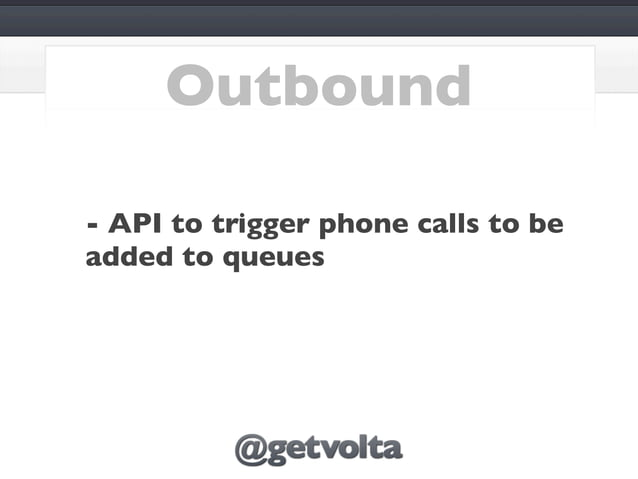 Outbound
- API to trigger phone calls to be
added to queues
@getvolta